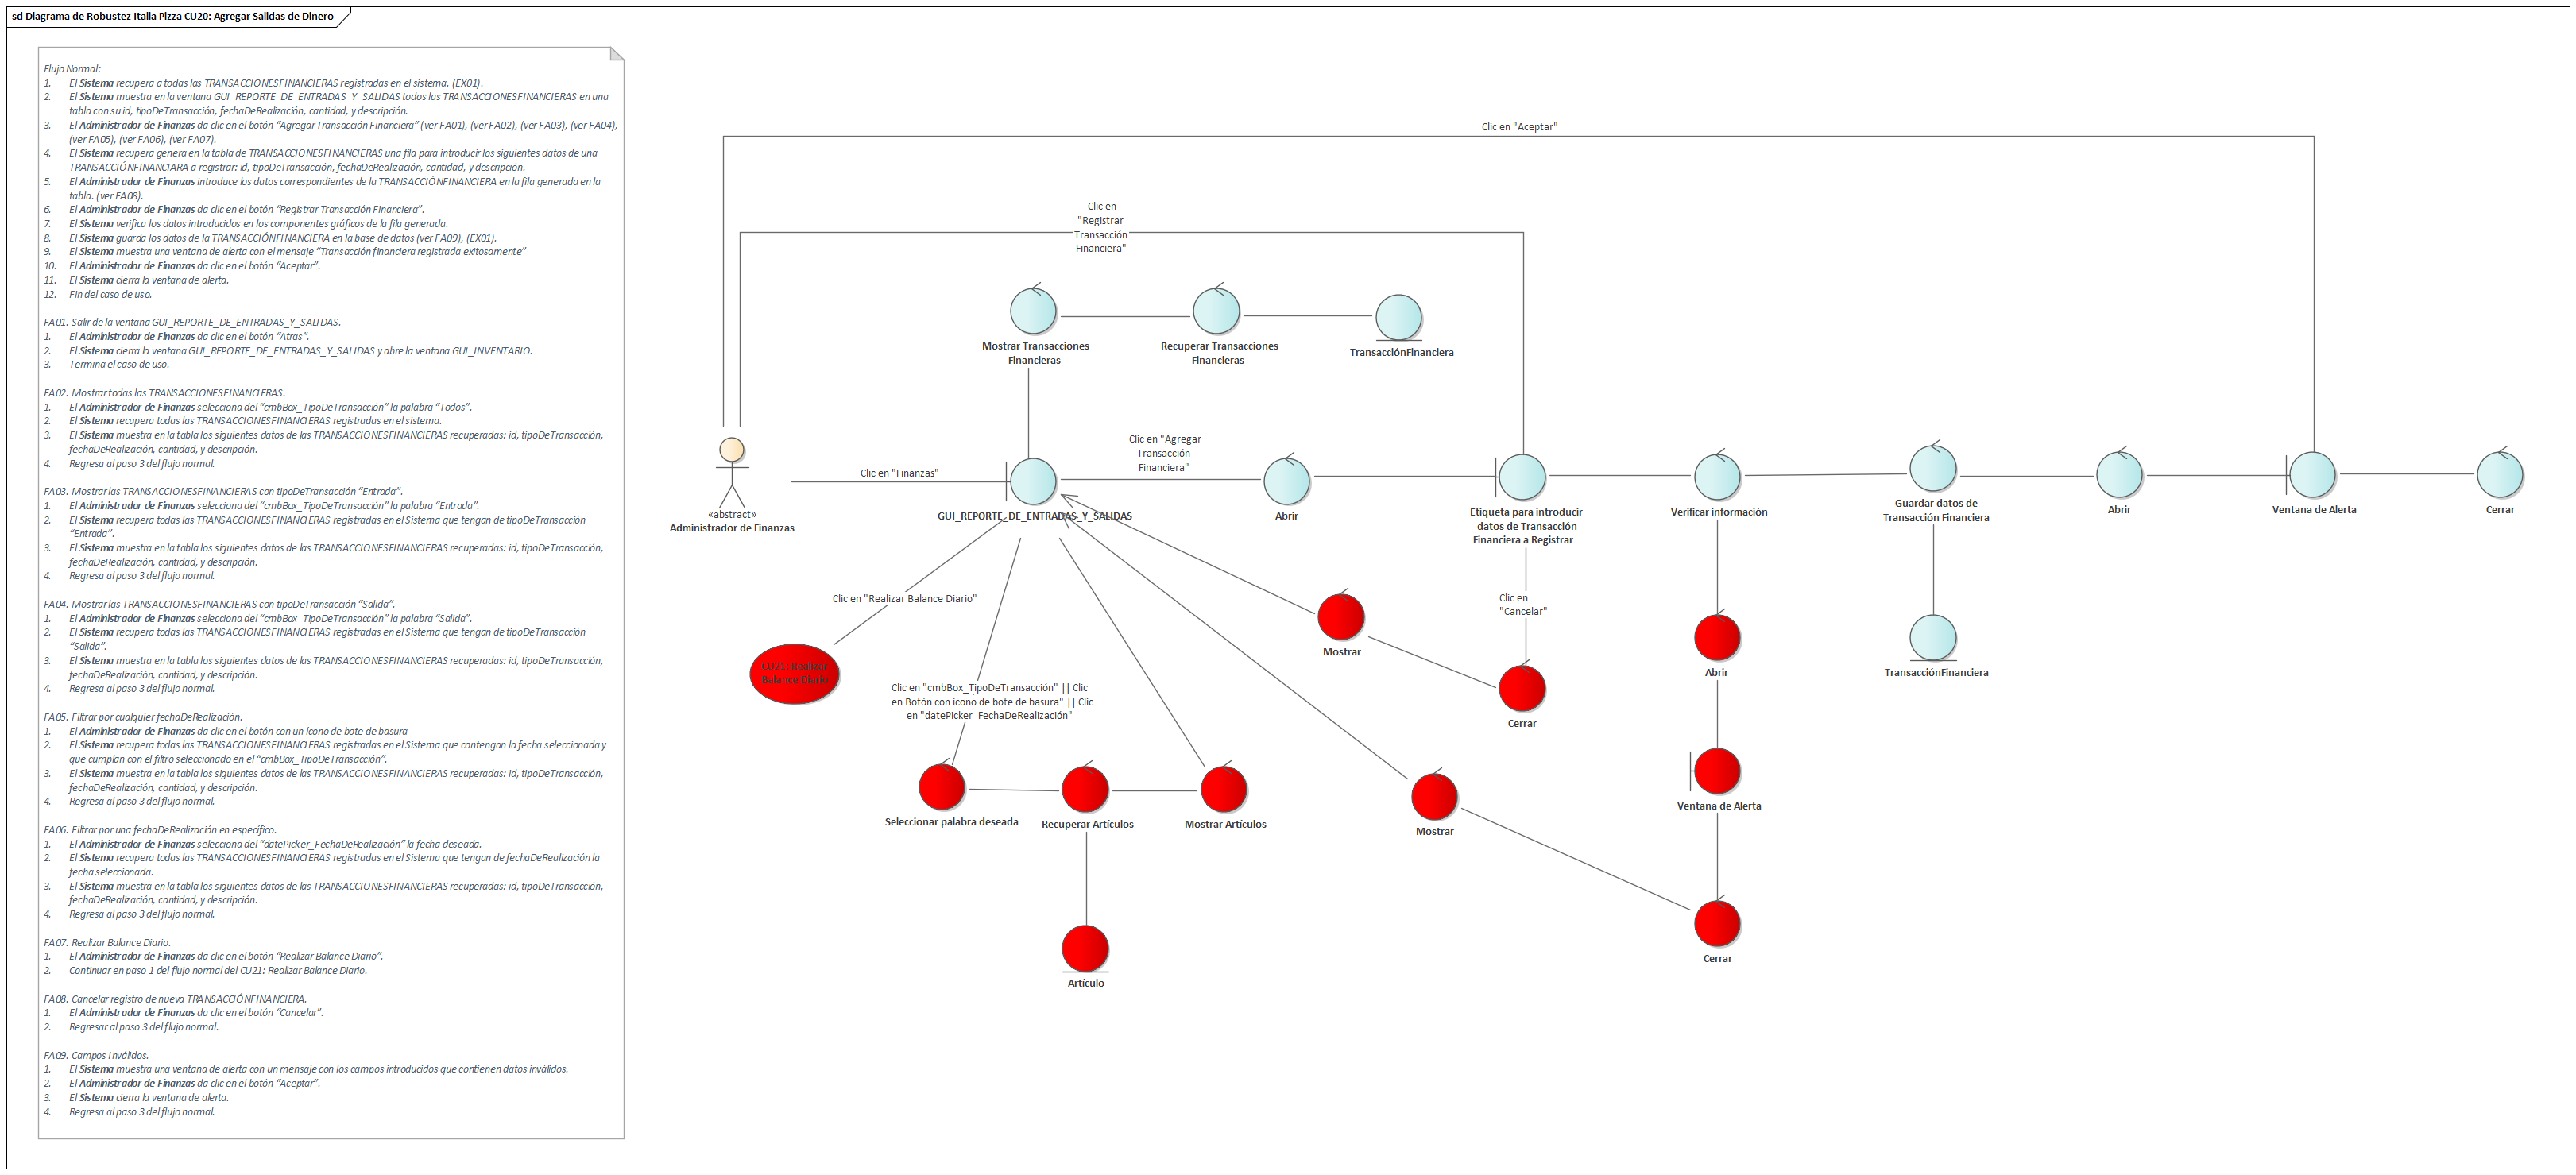 sd Diagrama de Robustez Italia Pizza CU20: Agregar Salidas de Dinero
Flujo Normal:
1. El Sistema recupera a todas las TRANSACCIONESFINANCIERAS registradas en el sistema. (EX01).
2. El Sistema muestra en la ventana GUI_REPORTE_DE_ENTRADAS_Y_SALIDAS todos las TRANSACCIONESFINANCIERAS en una
tabla con su id, tipoDeTransacción, fechaDeRealización, cantidad, y descripción.
3. El Administrador de Finanzas da clic en el botón “Agregar Transacción Financiera” (ver FA01), (ver FA02), (ver FA03), (ver FA04),
(ver FA05), (ver FA06), (ver FA07).
4. El Sistema recupera genera en la tabla de TRANSACCIONESFINANCIERAS una fila para introducir los siguientes datos de una
TRANSACCIÓNFINANCIARA a registrar: id, tipoDeTransacción, fechaDeRealización, cantidad, y descripción.
5. El Administrador de Finanzas introduce los datos correspondientes de la TRANSACCIÓNFINANCIERA en la fila generada en la
tabla. (ver FA08).
6. El Administrador de Finanzas da clic en el botón “Registrar Transacción Financiera”.
7. El Sistema verifica los datos introducidos en los componentes gráficos de la fila generada.
8. El Sistema guarda los datos de la TRANSACCIÓNFINANCIERA en la base de datos (ver FA09), (EX01).
9. El Sistema muestra una ventana de alerta con el mensaje “Transación financiera registrada exitosamente”
10. El Administrador de Finanzas da clic en el botón “Aceptar”.
11. El Sistema cierra la ventana de alerta.
12. Fin del caso de uso.
FA01. Salir de la ventana GUI_REPORTE_DE_ENTRADAS_Y_SALIDAS.
1. El Administrador de Finanzas da clic en el botón “Atras”.
2. El Sistema cierra la ventana GUI_REPORTE_DE_ENTRADAS_Y_SALIDAS y abre la ventana GUI_INVENTARIO.
3. Termina el caso de uso.
FA02. Mostrar todas las TRANSACCIONESFINANCIERAS.
1. El Administrador de Finanzas selecciona del “cmbBox_TipoDeTransacción” la palabra “Todos”.
2. El Sistema recupera todas las TRANSACCIONESFINANCIERAS registradas en el sistema.
3. El Sistema muestra en la tabla los siguientes datos de las TRANSACCIONESFINANCIERAS recuperadas: id, tipoDeTransacción,
fechaDeRealización, cantidad, y descripción.
4. Regresa al paso 3 del flujo normal.
FA03. Mostrar las TRANSACCIONESFINANCIERAS con tipoDeTransacción “Entrada”.
1. El Administrador de Finanzas selecciona del “cmbBox_TipoDeTransacción” la palabra “Entrada”.
2. El Sistema recupera todas las TRANSACCIONESFINANCIERAS registradas en el Sistema que tengan de tipoDeTransacción
“Entrada”.
3. El Sistema muestra en la tabla los siguientes datos de las TRANSACCIONESFINANCIERAS recuperadas: id, tipoDeTransacción,
fechaDeRealización, cantidad, y descripción.
4. Regresa al paso 3 del flujo normal.
FA04. Mostrar las TRANSACCIONESFINANCIERAS con tipoDeTransacción “Salida”.
1. El Administrador de Finanzas selecciona del “cmbBox_TipoDeTransacción” la palabra “Salida”.
2. El Sistema recupera todas las TRANSACCIONESFINANCIERAS registradas en el Sistema que tengan de tipoDeTransacción
“Salida”.
3. El Sistema muestra en la tabla los siguientes datos de las TRANSACCIONESFINANCIERAS recuperadas: id, tipoDeTransacción,
fechaDeRealización, cantidad, y descripción.
4. Regresa al paso 3 del flujo normal.
FA05. Filtrar por cualquier fechaDeRealización.
1. El Administrador de Finanzas da clic en el botón con un ícono de bote de basura
2. El Sistema recupera todas las TRANSACCIONESFINANCIERAS registradas en el Sistema que contengan la fecha seleccionada y
que cumplan con el filtro seleccionado en el “cmbBox_TipoDeTransacción”.
3. El Sistema muestra en la tabla los siguientes datos de las TRANSACCIONESFINANCIERAS recuperadas: id, tipoDeTransacción,
fechaDeRealización, cantidad, y descripción.
4. Regresa al paso 3 del flujo normal.
FA06. Filtrar por una fechaDeRealización en específico.
1. El Administrador de Finanzas selecciona del “datePicker_FechaDeRealización” la fecha deseada.
2. El Sistema recupera todas las TRANSACCIONESFINANCIERAS registradas en el Sistema que tengan de fechaDeRealización la
fecha seleccionada.
3. El Sistema muestra en la tabla los siguientes datos de las TRANSACCIONESFINANCIERAS recuperadas: id, tipoDeTransacción,
fechaDeRealización, cantidad, y descripción.
4. Regresa al paso 3 del flujo normal.
FA07. Realizar Balance Diario.
1. El Administrador de Finanzas da clic en el botón “Realizar Balance Diario”.
2. Continuar en paso 1 del flujo normal del CU21: Realizar Balance Diario.
FA08. Cancelar registro de nueva TRANSACCIÓNFINANCIERA.
1. El Administrador de Finanzas da clic en el botón “Cancelar”.
2. Regresar al paso 3 del flujo normal.
FA09. Campos Inválidos.
1. El Sistema muestra una ventana de alerta con un mensaje con los campos introducidos que contienen datos inválidos.
2. El Administrador de Finanzas da clic en el botón “Aceptar”.
3. El Sistema cierra la ventana de alerta.
4. Regresa al paso 3 del flujo normal.
Clic en "Aceptar"
Clic en
"Registrar
Transacción
Financiera"
Mostrar Transacciones
Financieras
Recuperar Transacciones
Financieras
TransacciónFinanciera
«abstract»
Administrador de Finanzas
Clic en "Finanzas"
GUI_REPORTE_DE_ENTRADAS_Y_SALIDAS
Clic en "Agregar
Transacción
Financiera"
Abrir
Etiqueta para introducir
datos de Transacción
Financiera a Registrar
Verificar información
Guardar datos de
Transacción Financiera
Abrir
Ventana de Alerta
Cerrar
Clic en "Realizar Balance Diario"
CU21: Realizar
Balance Diario
Clic en "cmbBox_TipoDeTransacción" || Clic
en Botón con ícono de bote de basura" || Clic
en "datePicker_FechaDeRealización"
Seleccionar palabra deseada
Recuperar Artículos
Mostrar Artículos
Artículo
Mostrar
Clic en
"Cancelar"
Cerrar
Mostrar
Abrir
Ventana de Alerta
Cerrar
TransacciónFinanciera